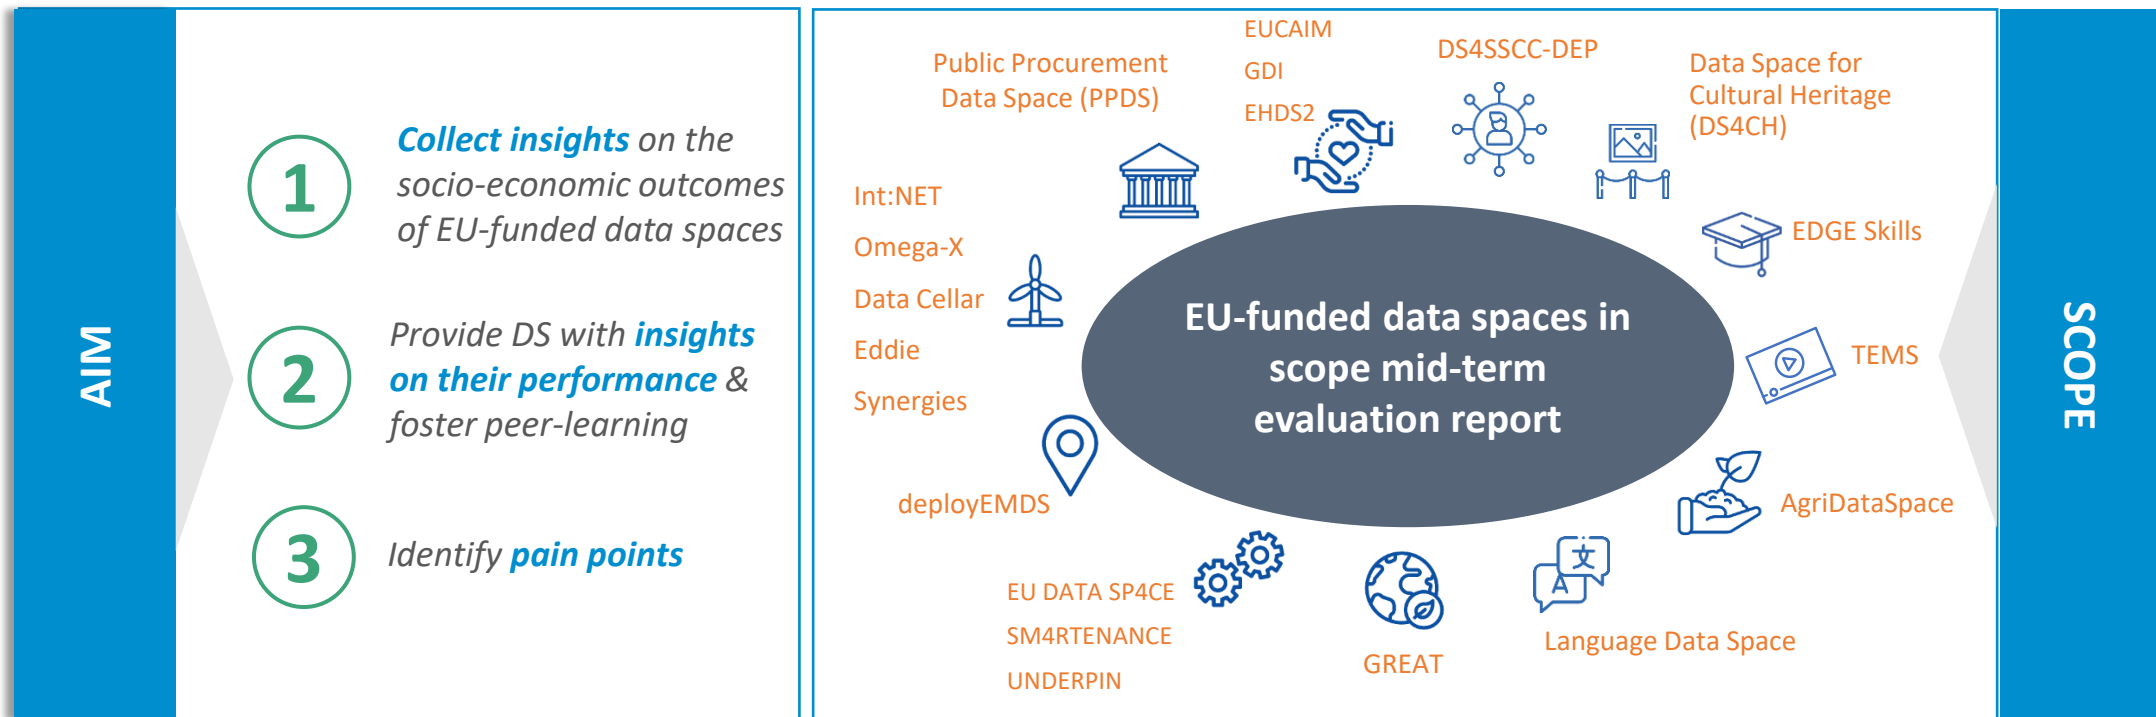 AIM
1
Collect insights on the
socio-economic outcomes
of EU-funded data spaces
2
Provide DS with insights
on their performance &
foster peer-learning
3
Identify pain points
Public Procurement
Data Space (PPDS)
EUCAIM
GDI
EHDS2
DS4SSCC-DEP
Data Space for
Cultural Heritage
(DS4CH)
Int:NET
Omega-X
Data Cellar
Eddie
Synergies
EDGE Skills
EU-funded data spaces in
scope mid-term
evaluation report
TEMS
deployEMDS
AgriDataSpace
EU DATA SP4CE
SM4RTENANCE
UNDERPIN
GREAT
文
A
Language Data Space
SCOPE